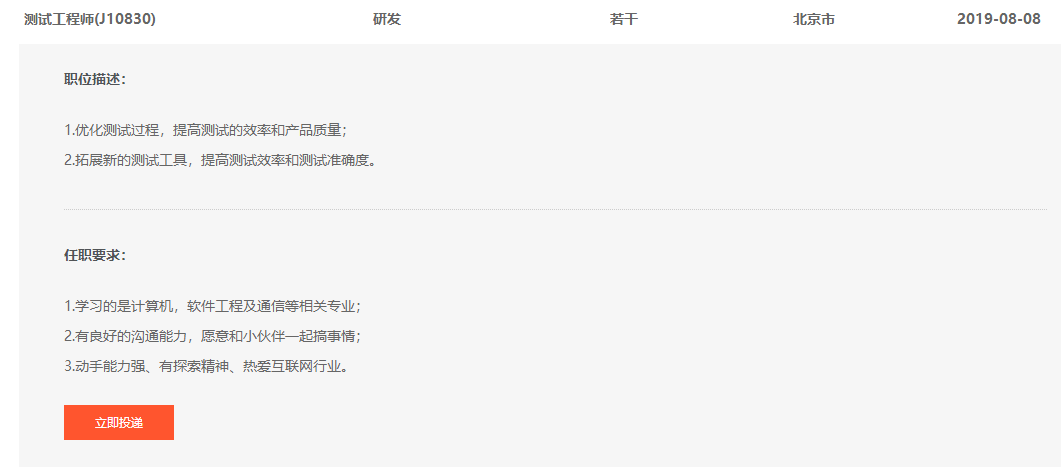 测试工程师(J10830) 研发 若干 北京市 2019-08-08
职位描述：
1.优化测试过程，提高测试的效率和产品质量；
2.拓展新的测试工具，提高测试效率和测试准确度。
任职要求：
1.学习的是计算机，软件工程及通信等相关专业；
2.有良好的沟通能力，愿意和小伙伴一起搞事情；
3.动手能力强、有探索精神、热爱互联网行业。
立即投递